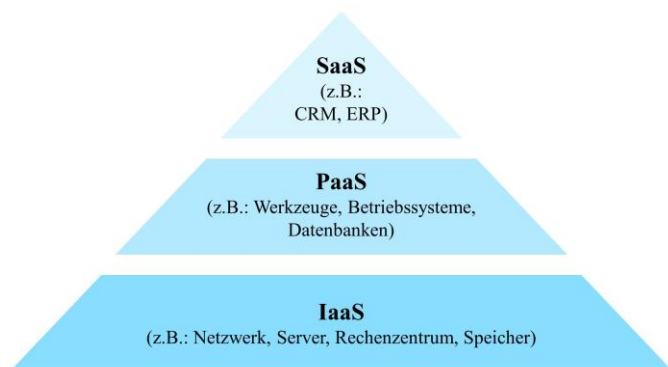 SaaS
(z.B.:
CRM, ERP)
PaaS
(z.B.: Werkzeuge, Betriebssysteme,
Datenbanken)
IaaS
(z.B.: Netzwerk, Server, Rechenzentrum, Speicher)